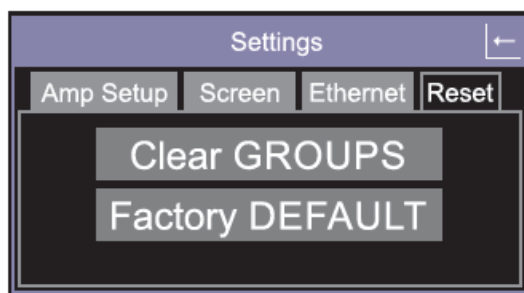 Settings
Amp Setup Screen Ethernet Reset
Clear GROUPS
Factory DEFAULT